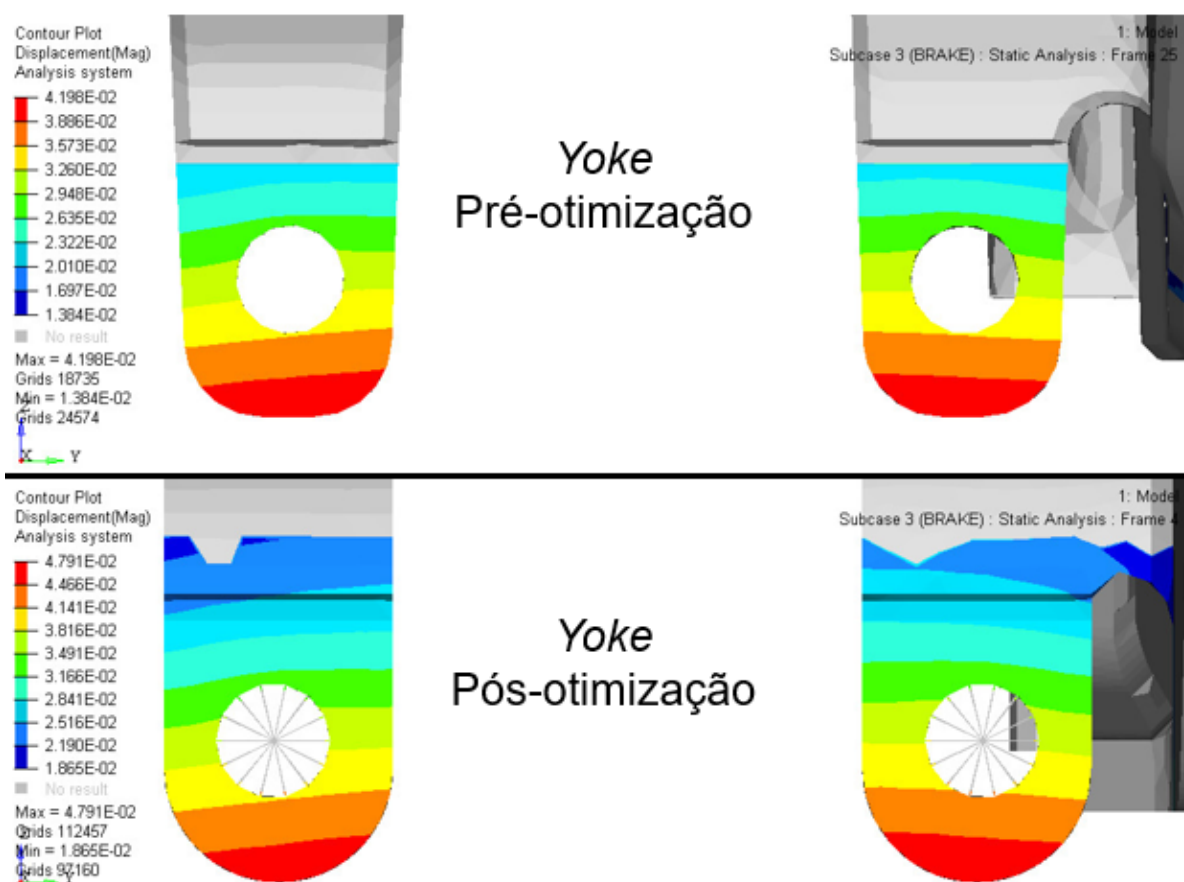 Contour Plot
Displacement(Mag)
Analysis system
4.198E-02
3.886E-02
3.573E-02
3.260E-02
2.948E-02
2.635E-02
2.322E-02
2.010E-02
1.697E-02
1.384E-02
No result
Max = 4.198E-02
Grids 18735
Min = 1.384E-02
Grids 24574
Z
X
Y
Yoke
Pré-otimização
1: Model
Subcase 3 (BRAKE) : Static Analysis : Frame 25
Contour Plot
Displacement(Mag)
Analysis system
4.791E-02
4.466E-02
4.141E-02
3.816E-02
3.491E-02
3.166E-02
2.841E-02
2.516E-02
2.190E-02
1.865E-02
No result
Max = 4.791E-02
Grids 112457
Min = 1.865E-02
Grids 97160
Yoke
Pós-otimização
1: Model
Subcase 3 (BRAKE) : Static Analysis : Frame 4